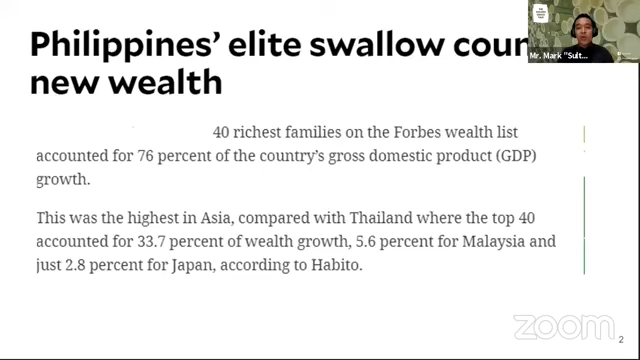 Philippines’ elite swallow coun
new wealth
40 richest families on the Forbes wealth list
accounted for 76 percent of the country’s gross domestic product (GDP)
growth.
This was the highest in Asia, compared with Thailand where the top 40
accounted for 33.7 percent of wealth growth, 5.6 percent for Malaysia and
just 2.8 percent for Japan, according to Habito.
Mr. Mark "Sult...
zoom
2